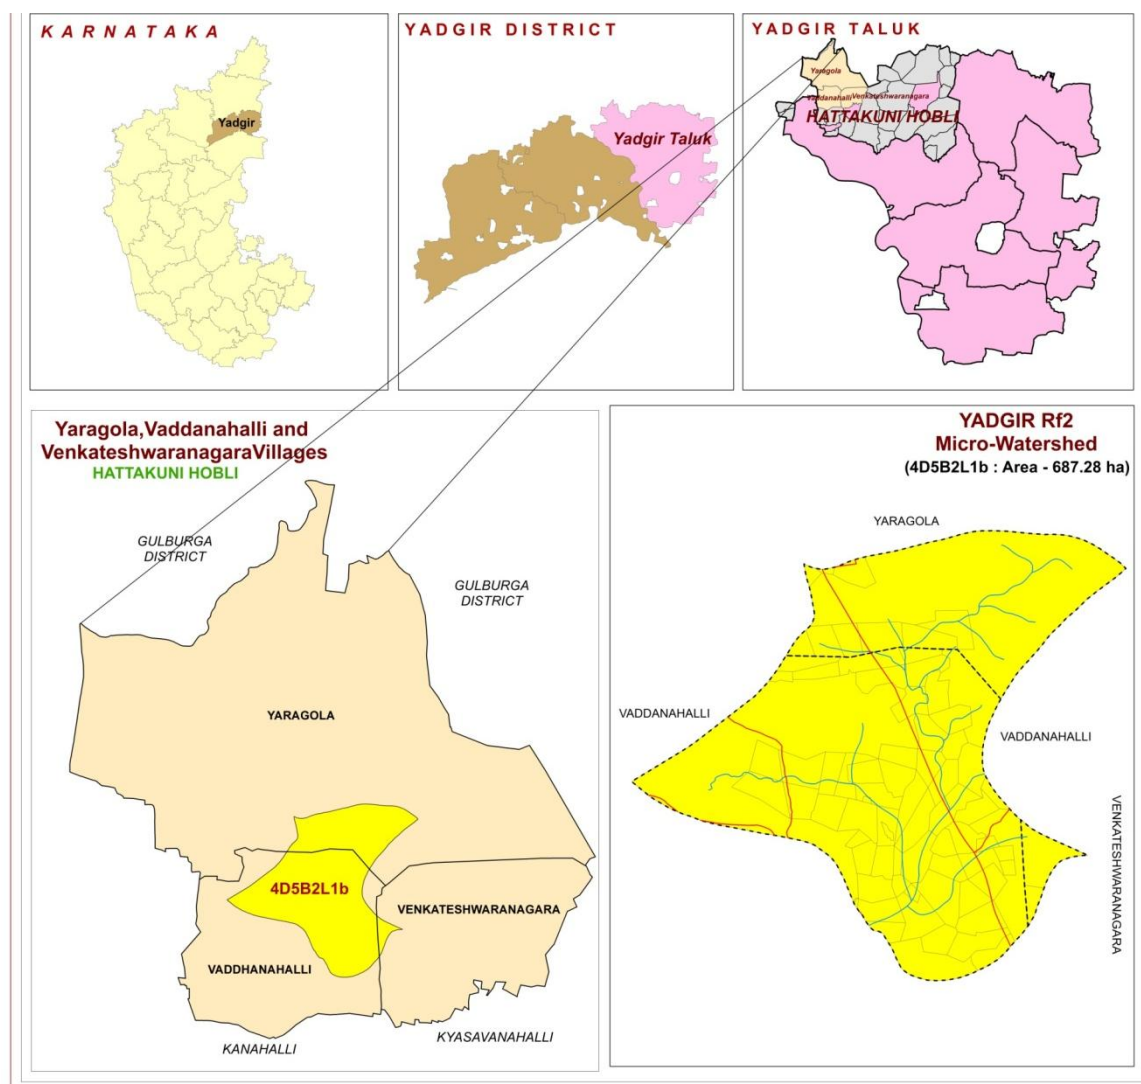 KARNATAKA
Yadgir
YADGIR DISTRICT
Yadgir Taluk
YADGIR TALUK
Yaragola
Vaddanahalli
Venkateshwaranagara
HATTAKUNI HOBLI
Yaragola,Vaddanahalli and
VenkateshwaranagaraVillages
HATTAKUNI HOBLI
GULBURGA
DISTRICT
GULBURGA
DISTRICT
YARAGOLA
4D5B2L1b
VENKATESHWARANAGARA
VADDHANAHALLI
KYASAVANAHALLI
KANAHALLI
YADGIR Rf2
Micro-Watershed
(4D5B2L1b : Area - 687.28 ha)
YARAGOLA
VADDANAHALLI
VADDANAHALLI
VENKATESHWARANAGARA